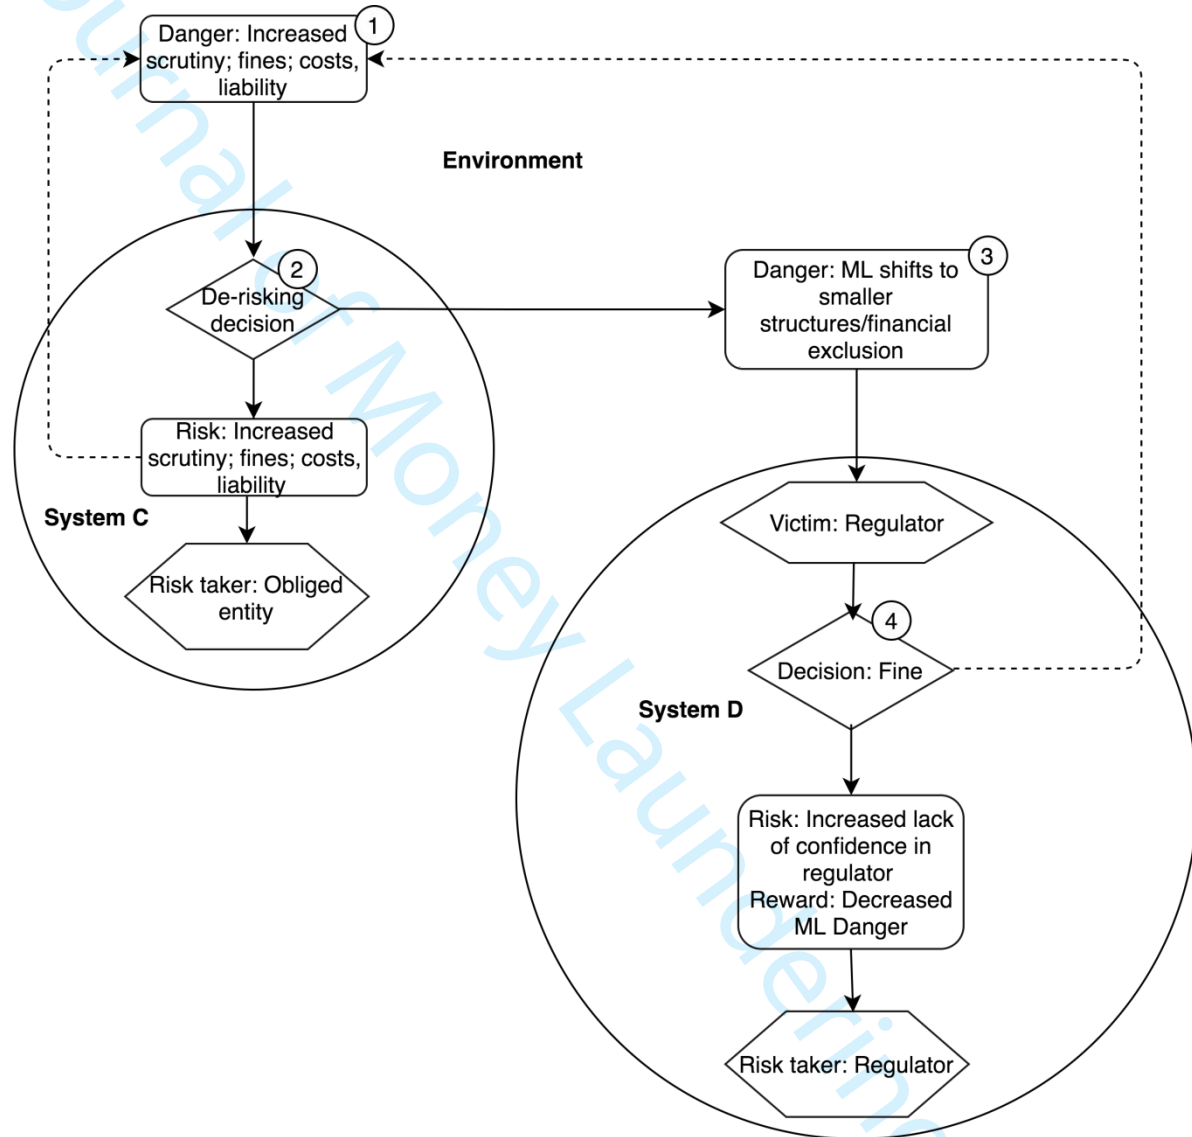 1
Danger: Increased
scrutiny; fines; costs,
liability
Environment
2
De-risking
decision
3
Danger: ML shifts to
smaller
structures/financial
exclusion
Risk: Increased
scrutiny; fines; costs,
liability
System C
Risk taker: Obliged
entity
Victim: Regulator
4
Decision: Fine
System D
Risk: Increased lack
of confidence in
regulator
Reward: Decreased
ML Danger
Risk taker: Regulator
urnal of Money Launderin